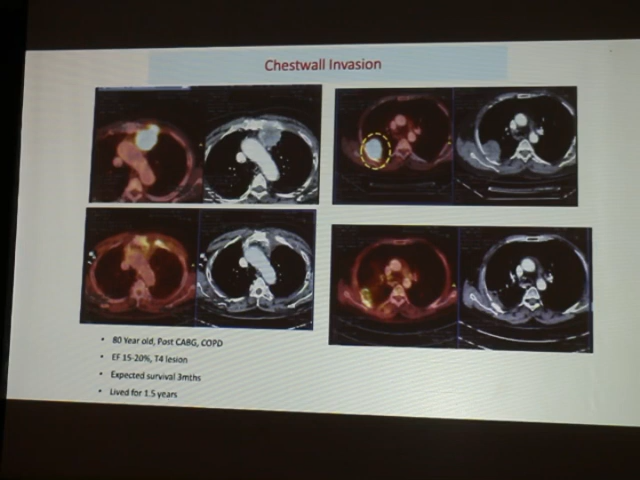 Chestwall Invasion
• 80 Year old, Post CABG, COPD
• EF 15-20%, T4 lesion
• Expected survival 3mths
• Lived for 1.5 years